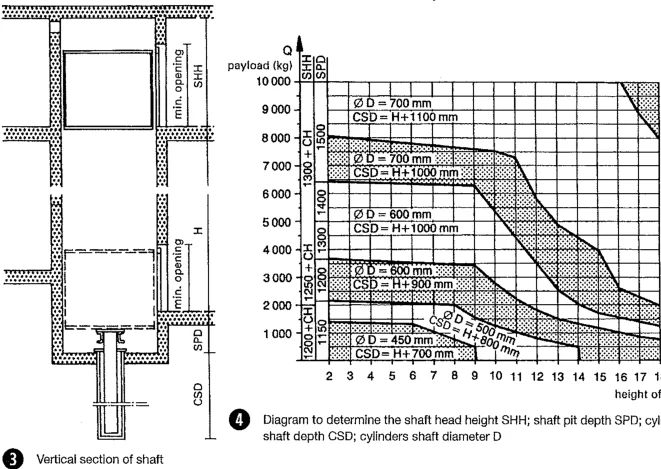 min. opening
SHH
H
min. opening
SPD
CSD
3 Vertical section of shaft
Q
payload (kg)
SHH
SPD
10 000
9 000
8 000
7 000
6 000
5 000
4 000
3 000
2 000
1 000
1300 + CH
1250 + CH
1200 +CH
1500
1400
1300
1200
1150
Ø D = 700 mm
CSD = H+1100 mm
Ø D = 700 mm
CSD = H+1000 mm
Ø D = 600 mm
CSD = H+1000 mm
Ø D = 600 mm
CSD = H+900 mm
Ø D = 500 mm
CSD = H+800 mm
Ø D = 450 mm
CSD = H+700 mm
2 3 4 5 6 7 8 9 10 11 12 13 14 15 16 17 1
height of
4 Diagram to determine the shaft head height SHH; shaft pit depth SPD; cyl
shaft depth CSD; cylinders shaft diameter D